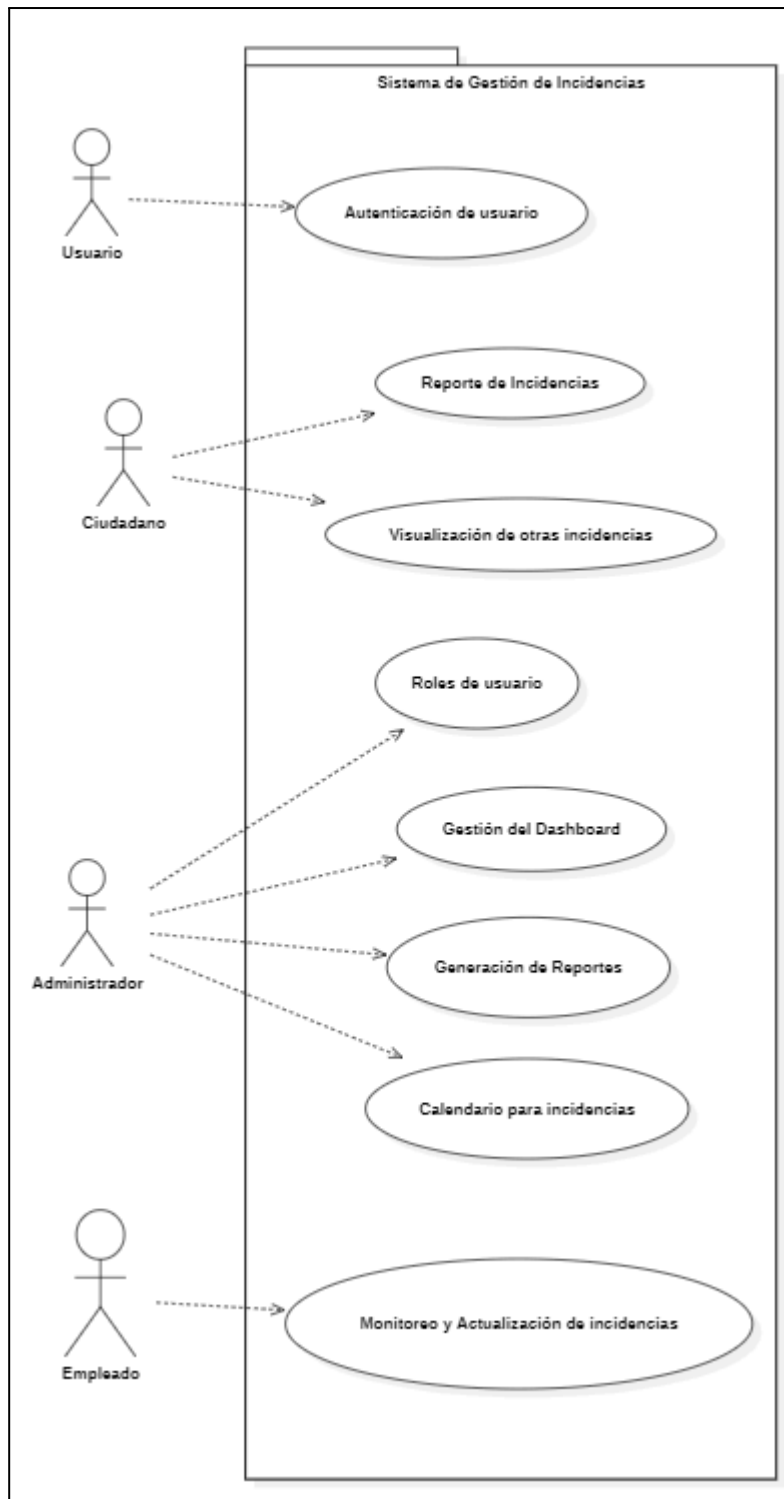 Sistema de Gestión de Incidencias
Usuario
Autenticación de usuario
Ciudadano
Reporte de Incidencias
Visualización de otras incidencias
Administrador
Roles de usuario
Gestión del Dashboard
Generación de Reportes
Calendario para incidencias
Empleado
Monitoreo y Actualización de incidencias